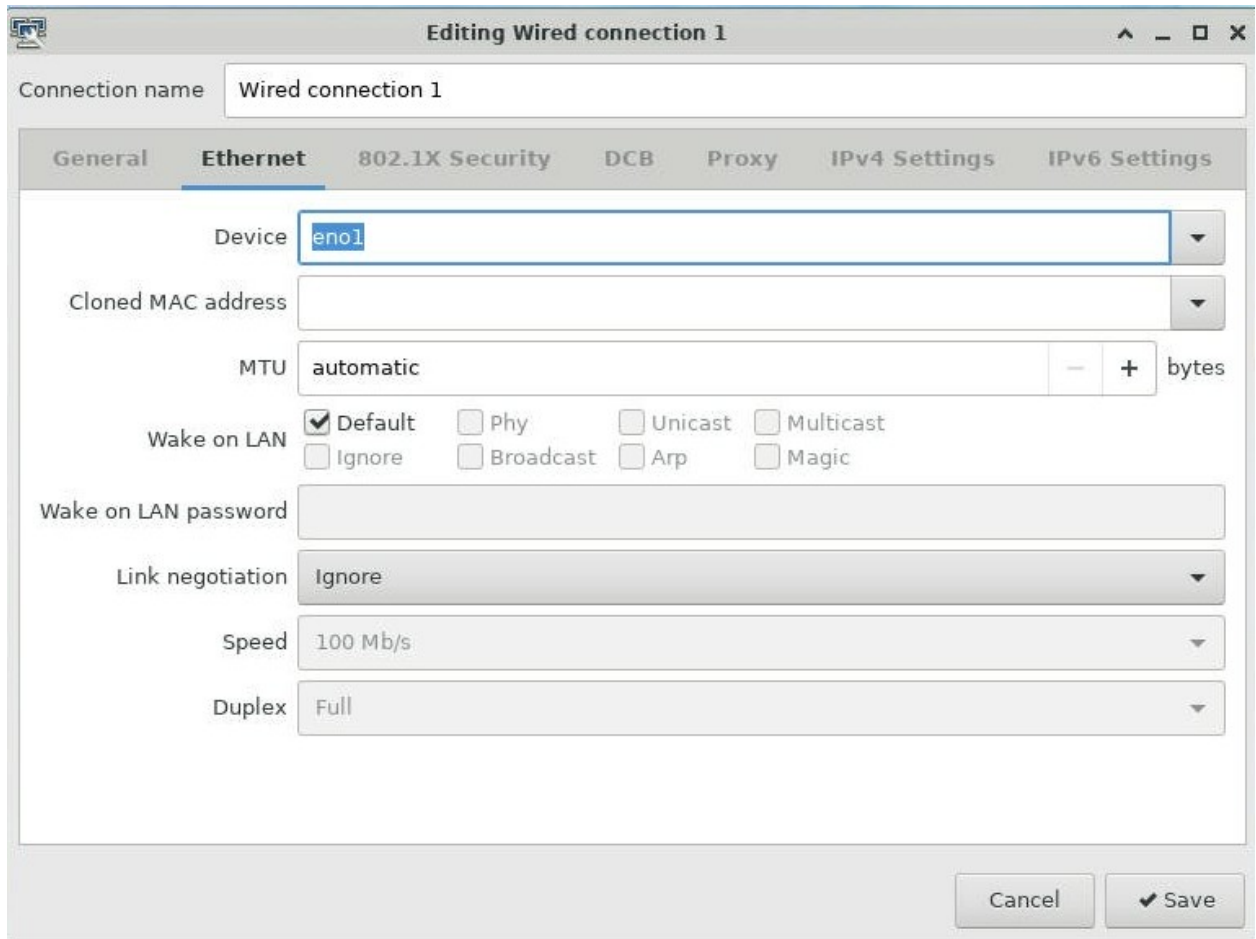 Editing Wired connection 1
Connection name Wired connection 1
General Ethernet 802.1X Security DCB Proxy IPv4 Settings IPv6 Settings
Device eno1
Cloned MAC address
MTU automatic bytes
Default Phy Unicast Multicast
Wake on LAN
Ignore Broadcast Arp Magic
Wake on LAN password
Link negotiation Ignore
Speed 100 Mb/s
Duplex Full
Cancel Save